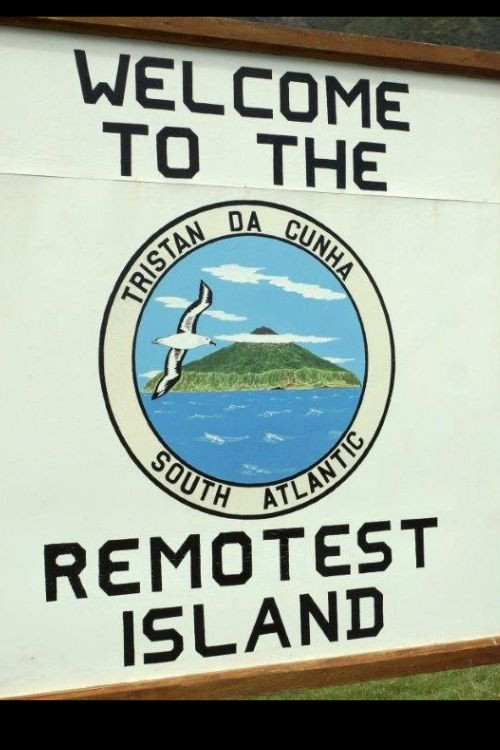 WELCOME
TO THE
TRISTAN DA CUNHA
SOUTH ATLANTIC
REMOTEST
ISLAND